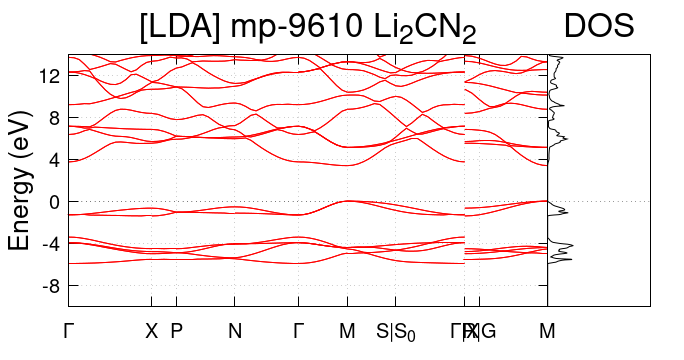 [LDA] mp-9610 Li₂CN₂ DOS
Energy (eV)
12
8
4
0
-4
-8
Γ X P N Γ M S|S₀ Γ|X R|G M